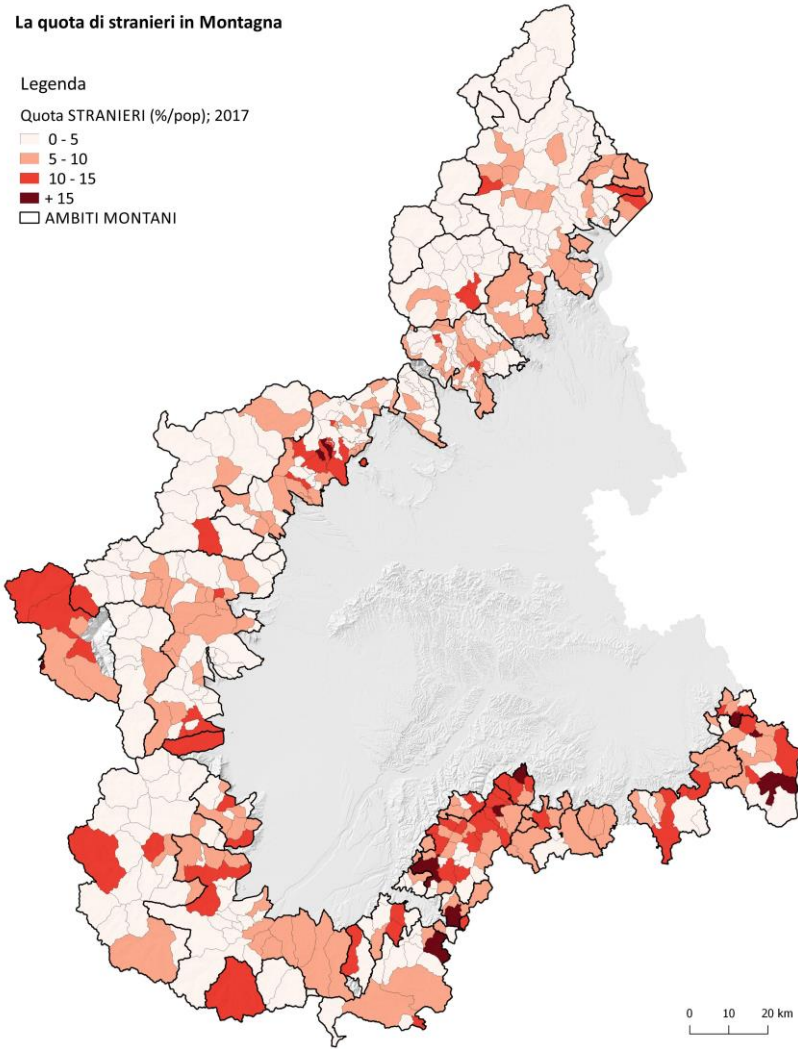 La quota di stranieri in Montagna
Legenda
Quota STRANIERI (%/pop); 2017
0 - 5
5 - 10
10 - 15
+ 15
AMBITI MONTANI
0 10 20 km